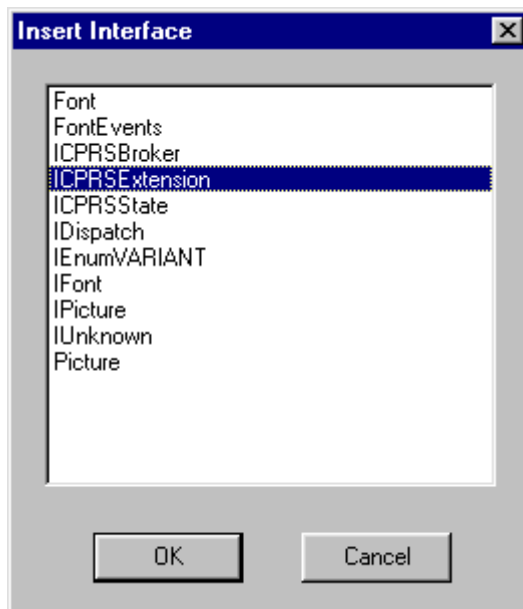 Insert Interface
Font
FontEvents
ICPRSBroker
ICPRSExtension
ICPRSState
IDispatch
IEnumVARIANT
IFont
IPicture
IUnknown
Picture
OK
Cancel